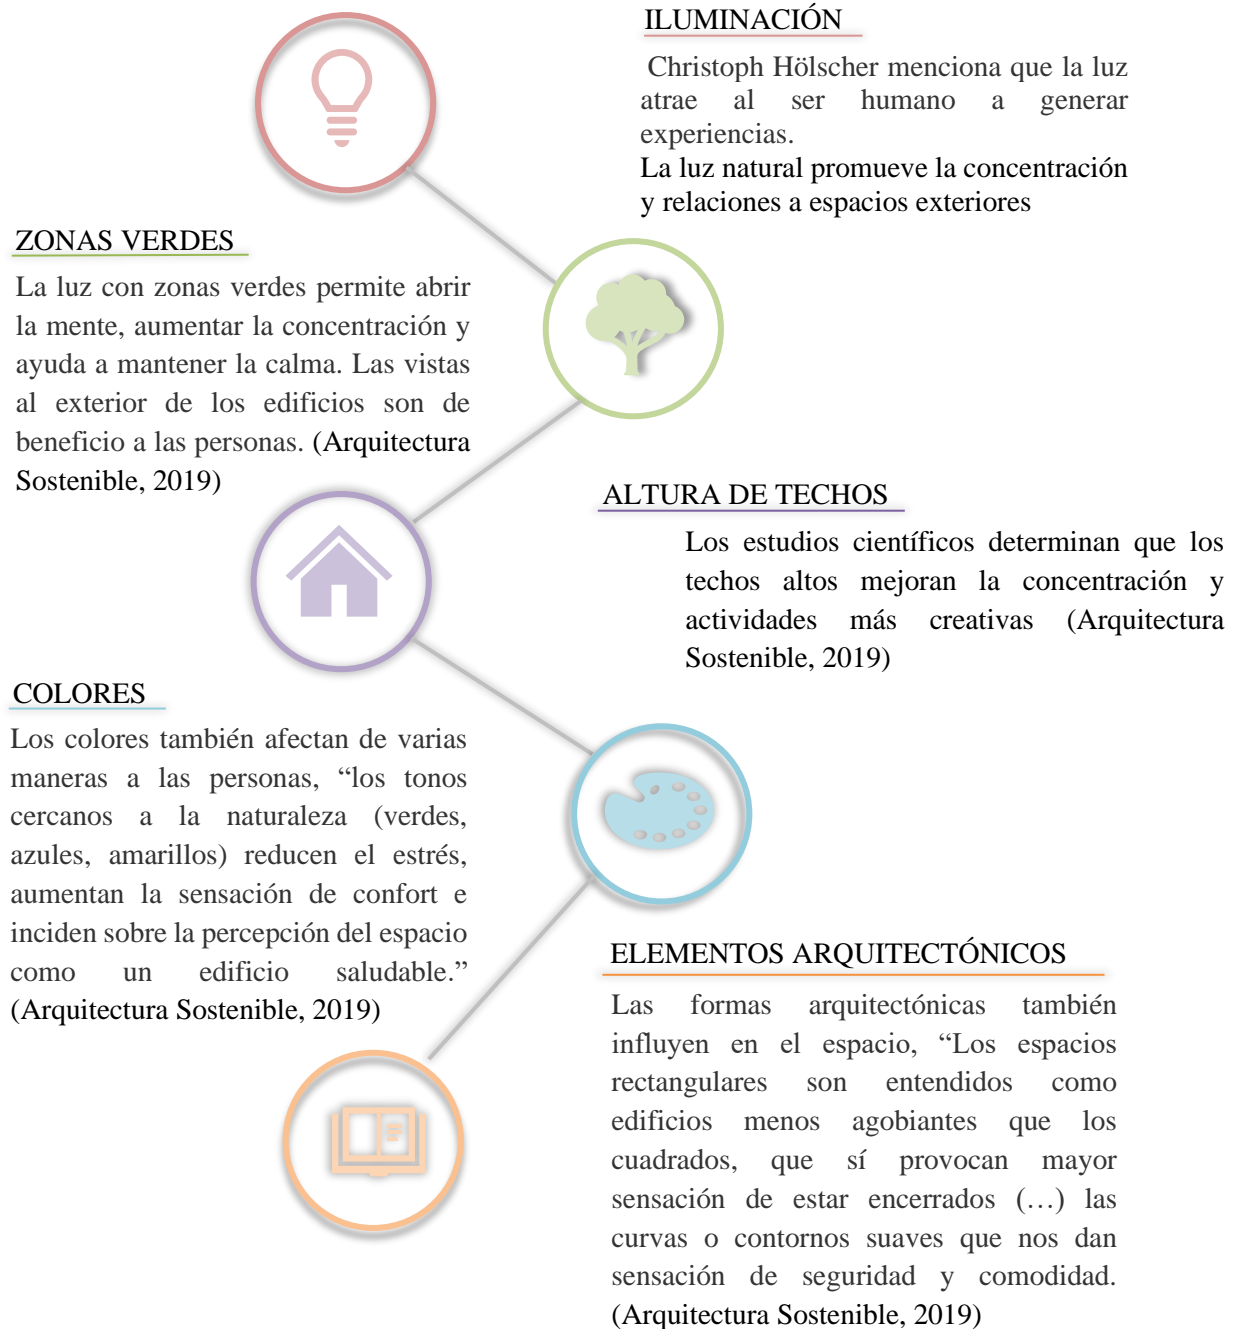 ILUMINACIÓN
Christoph Hölscher menciona que la luz
atrae al ser humano a generar
experiencias.
La luz natural promueve la concentración
y relaciones a espacios exteriores
ZONAS VERDES
La luz con zonas verdes permite abrir
la mente, aumentar la concentración y
ayuda a mantener la calma. Las vistas
al exterior de los edificios son de
beneficio a las personas. (Arquitectura
Sostenible, 2019)
ALTURA DE TECHOS
Los estudios científicos determinan que los
techos altos mejoran la concentración y
actividades más creativas (Arquitectura
Sostenible, 2019)
COLORES
Los colores también afectan de varias
maneras a las personas, “los tonos
cercanos a la naturaleza (verdes,
azules, amarillos) reducen el estrés,
aumentan la sensación de confort e
inciden sobre la percepción del espacio
como un edificio saludable.”
(Arquitectura Sostenible, 2019)
ELEMENTOS ARQUITECTÓNICOS
Las formas arquitectónicas también
influyen en el espacio, “Los espacios
rectangulares son entendidos como
edificios menos agobiantes que los
cuadrados, que sí provocan mayor
sensación de estar encerrados (…) las
curvas o contornos suaves que nos dan
sensación de seguridad y comodidad.
(Arquitectura Sostenible, 2019)